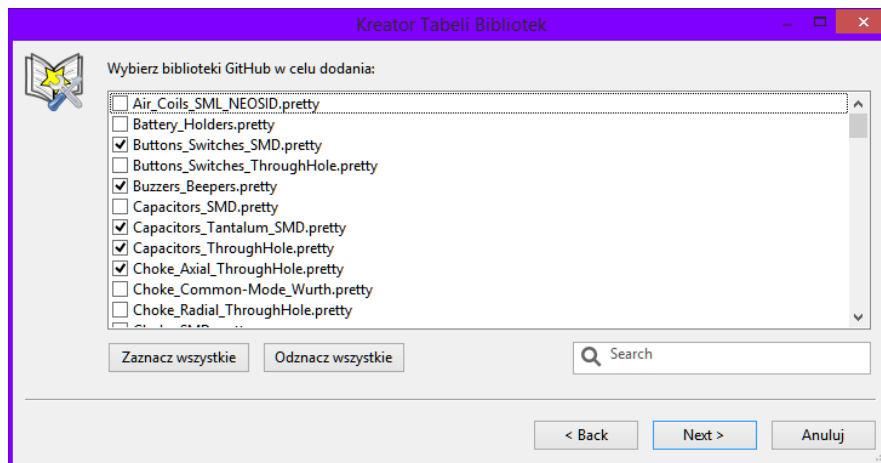 Kreator Tabeli Bibliotek
Wybierz biblioteki GitHub w celu dodania:
Air_Coils_SML_NEOSID.pretty
Battery_Holders.pretty
Buttons_Switches_SMD.pretty
Buttons_Switches_ThroughHole.pretty
Buzzers_Beepers.pretty
Capacitors_SMD.pretty
Capacitors_Tantalum_SMD.pretty
Capacitors_ThroughHole.pretty
Choke_Axial_ThroughHole.pretty
Choke_Common-Mode_Wurth.pretty
Choke_Radial_ThroughHole.pretty
Zaznacz wszystkie Odznacz wszystkie Search
< Back Next > Anuluj